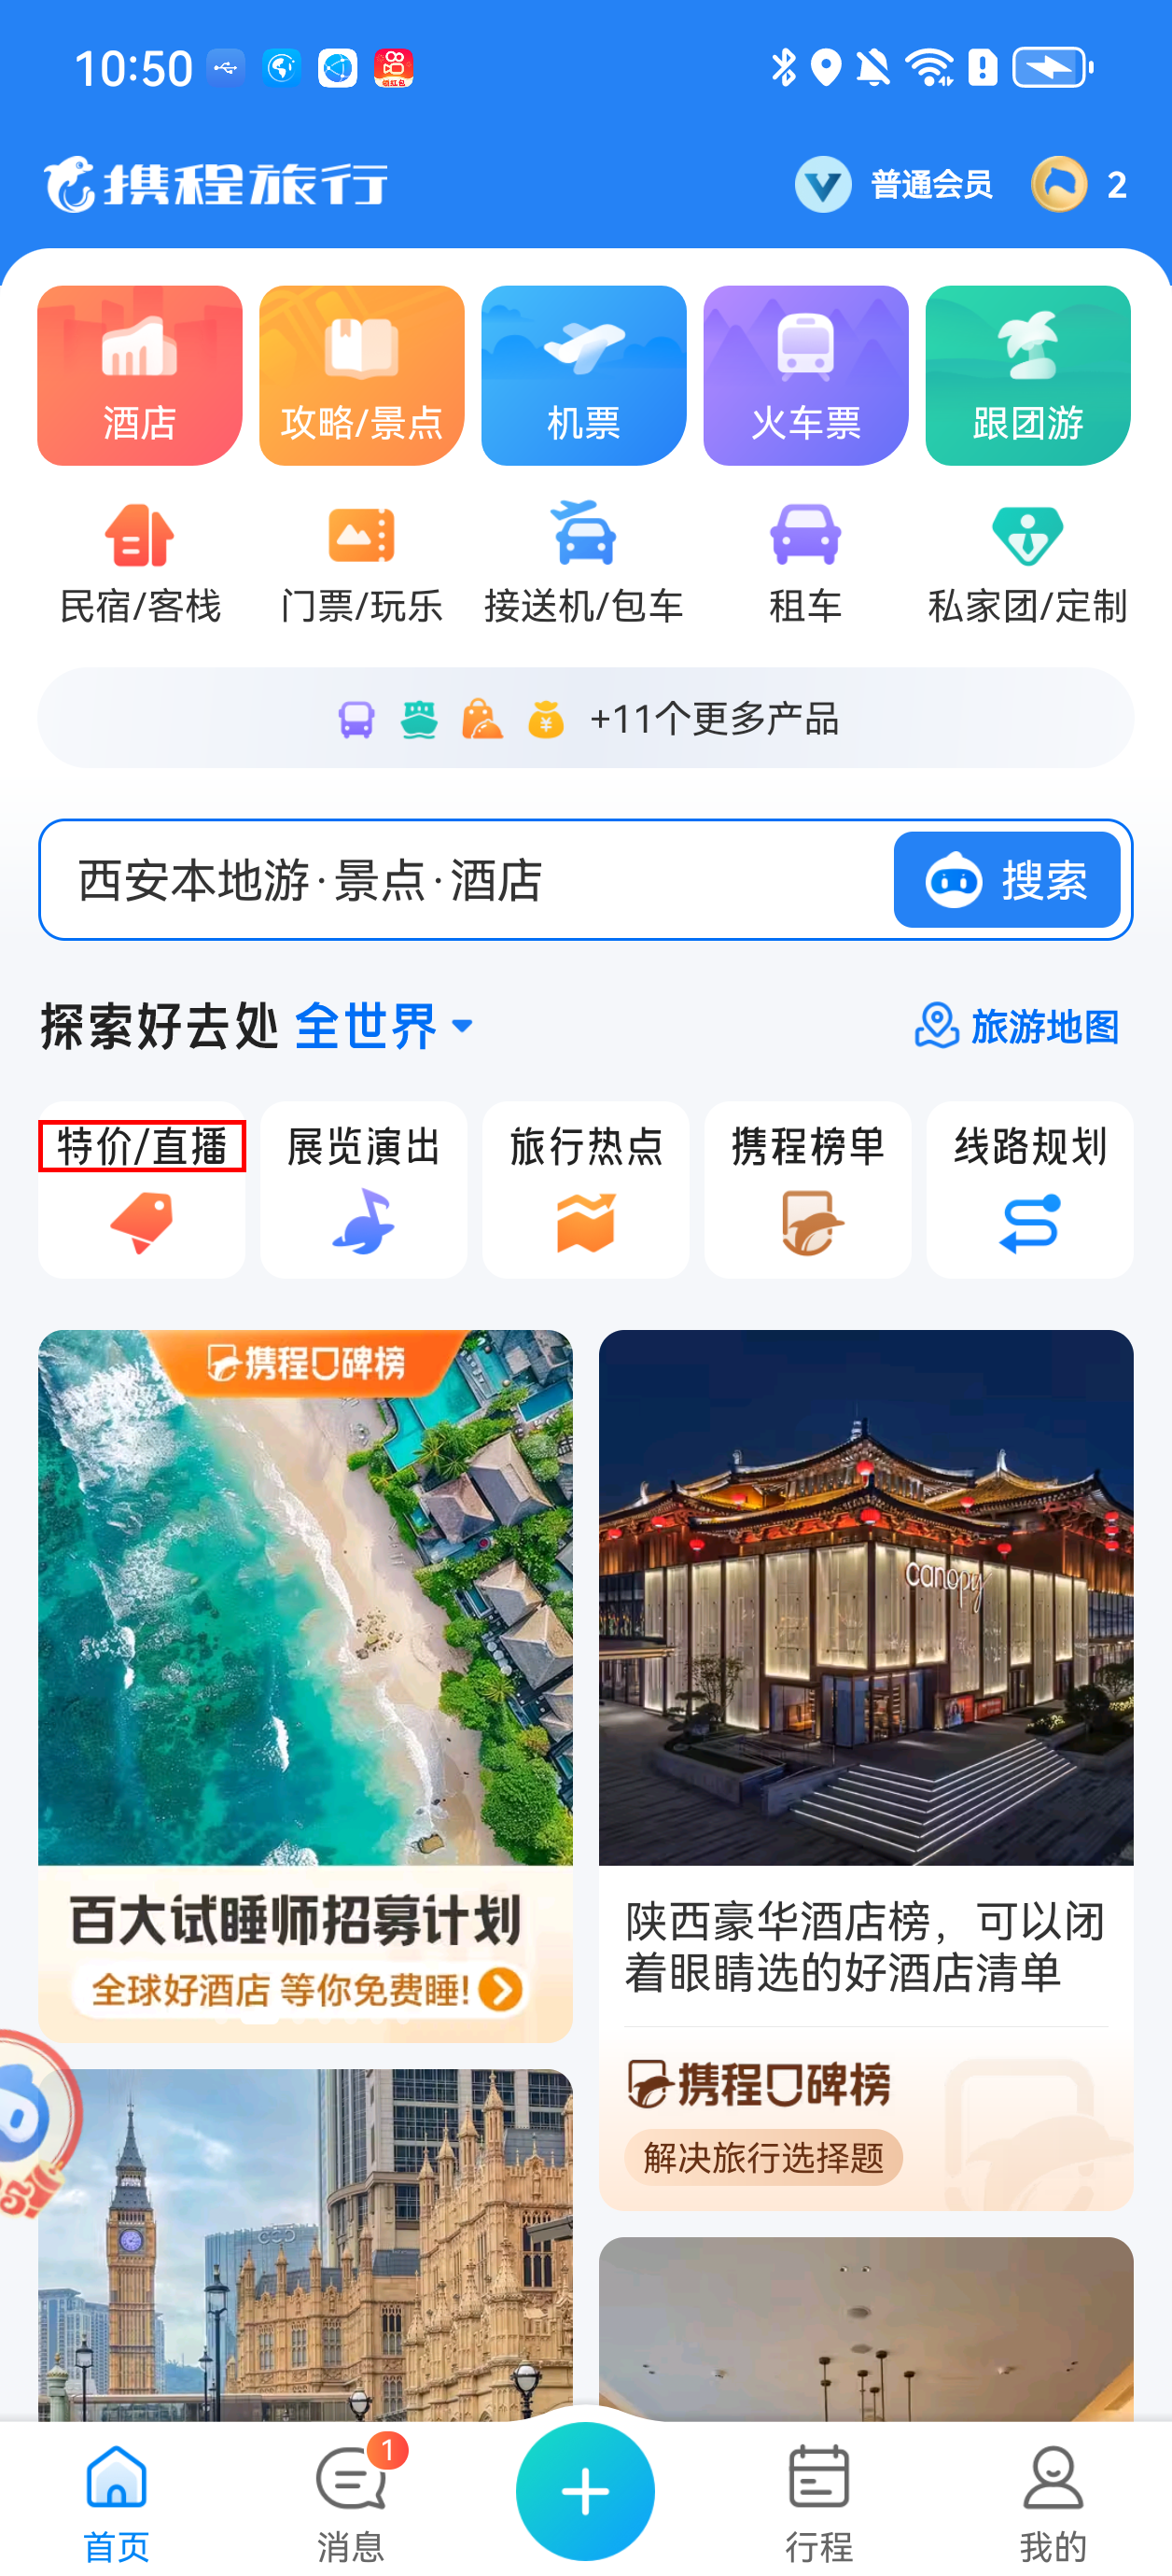 10:50
领红包
携程旅行
普通会员
2
酒店
攻略/景点
机票
火车票
跟团游
民宿/客栈
门票/玩乐
接送机/包车
租车
私家团/定制
+11个更多产品
西安本地游·景点·酒店
搜索
探索好去处 全世界
旅游地图
特价/直播
展览演出
旅行热点
携程榜单
线路规划
携程口碑榜
canopy
百大试睡师招募计划
全球好酒店 等你免费睡!
陕西豪华酒店榜，可以闭
着眼睛选的好酒店清单
携程口碑榜
解决旅行选择题
首页
1
消息
行程
我的